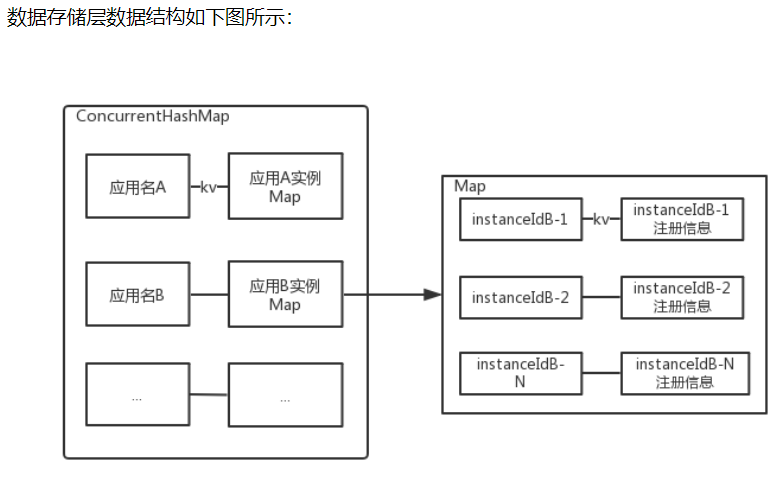 数据存储层数据结构如下图所示：
ConcurrentHashMap
应用名A
kv
应用A实例
Map
应用名B
应用B实例
Map
...
...
Map
instanceIdB-1
kv
instanceIdB-1
注册信息
instanceIdB-2
instanceIdB-2
注册信息
instanceIdB-
N
instanceIdB-N
注册信息